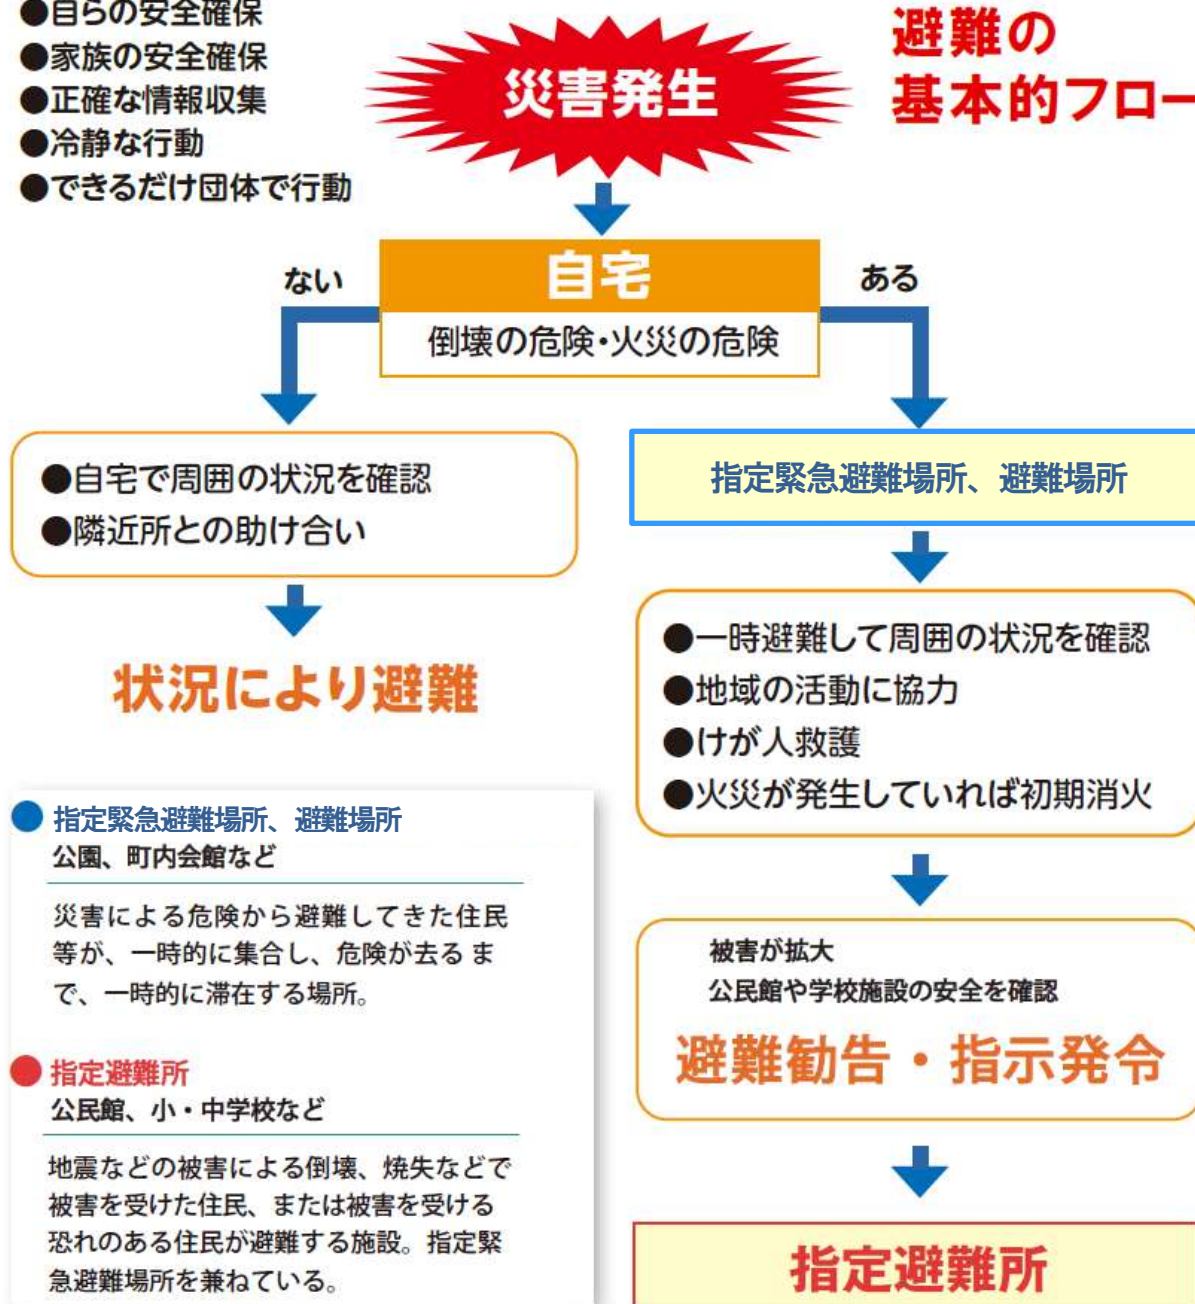 ●自らの安全確保
●家族の安全確保
●正確な情報収集
●冷静な行動
●できるだけ団体で行動
災害発生
避難の
基本的フロー
自宅
倒壊の危険・火災の危険
ない
ある
●自宅で周囲の状況を確認
●隣近所との助け合い
状況により避難
指定緊急避難場所、避難場所
●一時避難して周囲の状況を確認
●地域の活動に協力
●けが人救護
●火災が発生していれば初期消火
被害が拡大
公民館や学校施設の安全を確認
避難勧告・指示発令
指定避難所
●指定緊急避難場所、避難場所
公園、町内会館など
災害による危険から避難してきた住民
等が、一時的に集合し、危険が去るま
で、一時的に滞在する場所。
●指定避難所
公民館、小・中学校など
地震などの被害による倒壊、焼失などで
被害を受けた住民、または被害を受ける
恐れのある住民が避難する施設。指定緊
急避難場所を兼ねている。